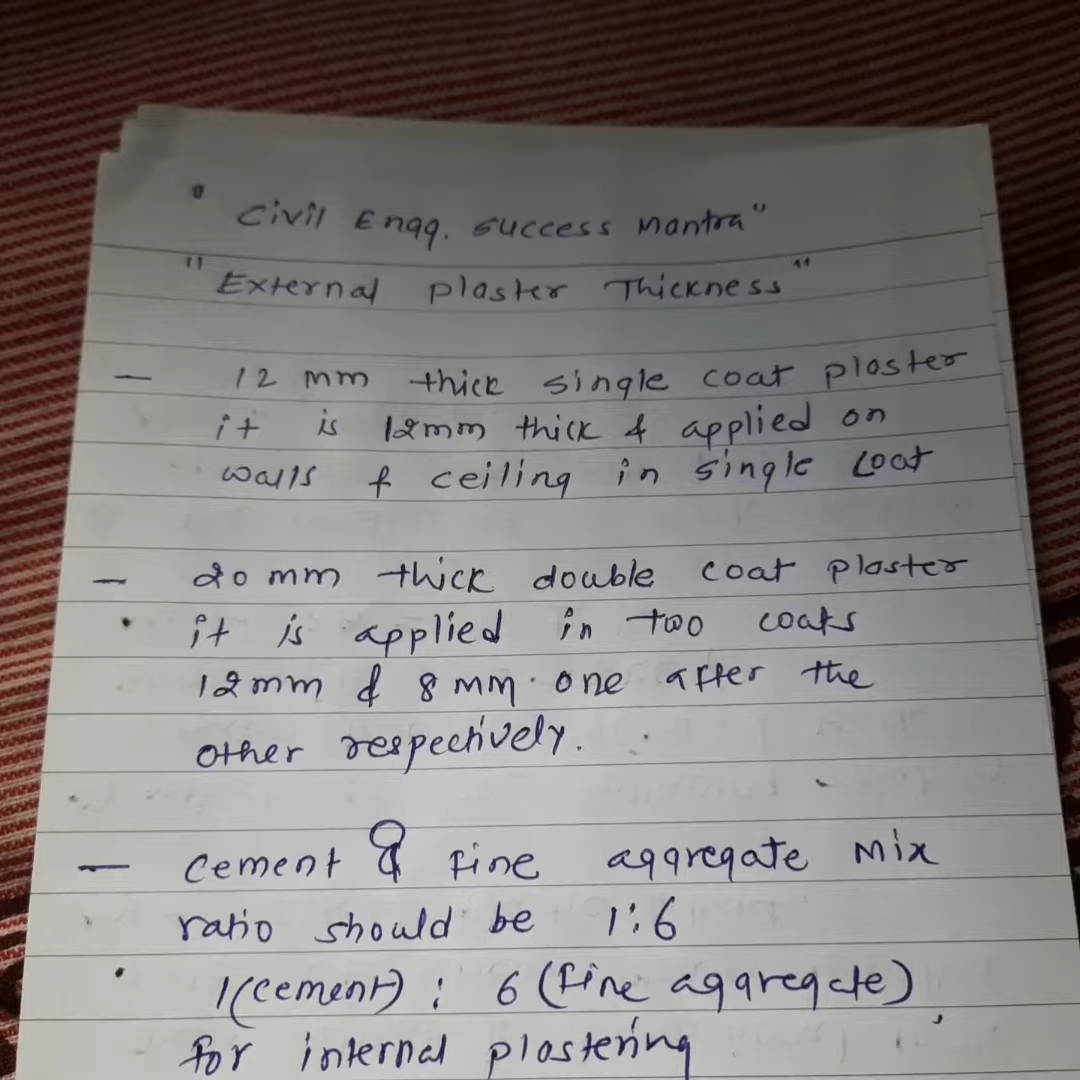 " Civil Engg. success mantra"
"External plaster Thickness"
— 12 mm thick single coat plaster
it is 12mm thick & applied on
walls & ceiling in single coat
— 20 mm thick double coat plaster
• it is applied in two coats
12mm & 8 mm. one after the
other respectively.
— cement & fine aggregate mix
ratio should be 1:6
• 1(cement) : 6 (fine aggregate)
for internal plastering